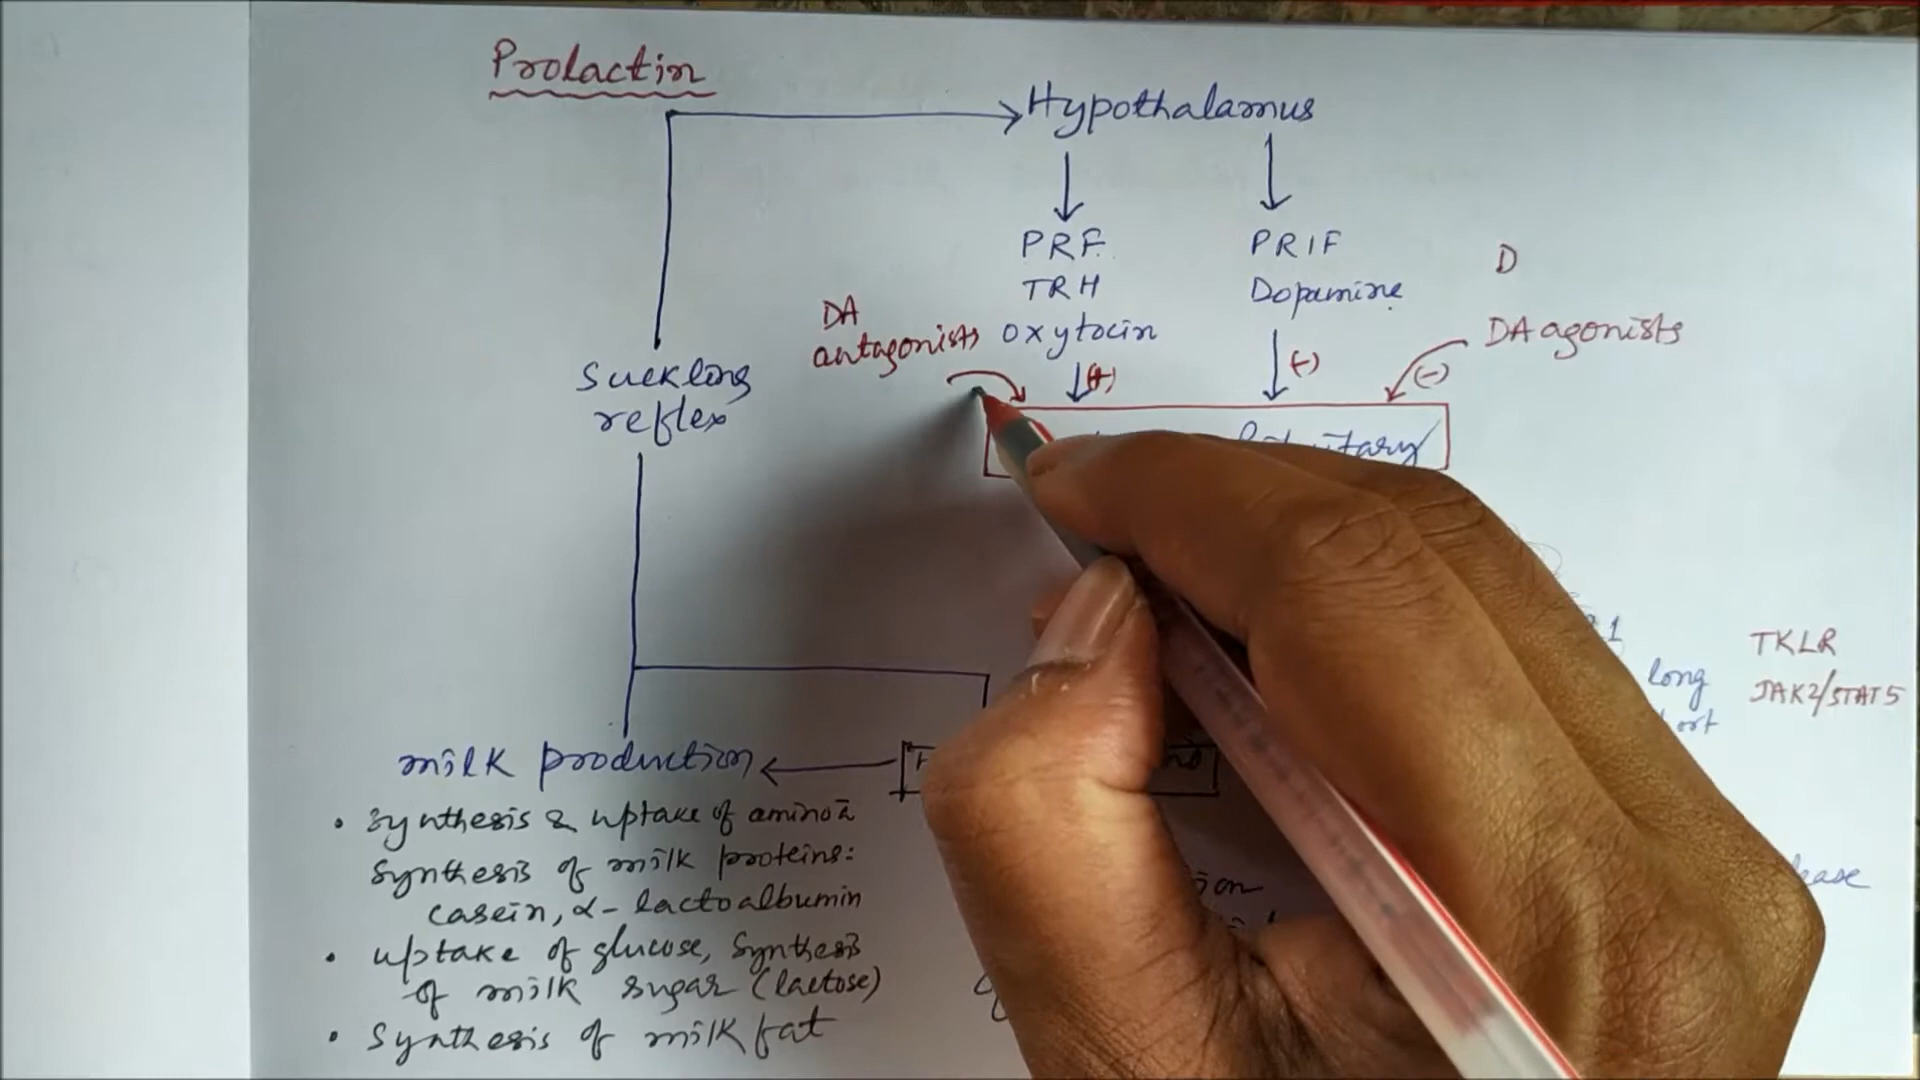 Prolactin
Hypothalamus
PRF
TRH
oxytocin
(+)
PRIF
Dopamine
(-)
D
DA agonists
(-)
DA
antagonists
Suckling
reflex
TKLR
long
JAK2/STAT5
milk production
• Synthesis & uptake of amino ā
Synthesis of milk proteins:
casein, α-lactoalbumin
• uptake of glucose, synthesis
of milk sugar (lactose)
• Synthesis of milk fat